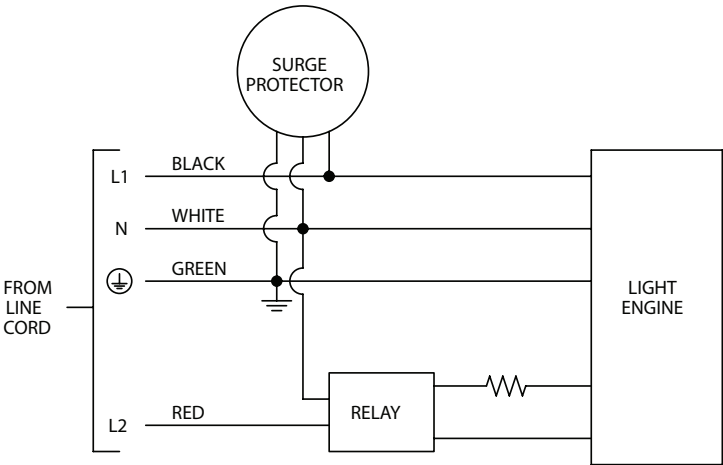 SURGE
PROTECTOR
L1
BLACK
N
WHITE
GREEN
FROM
LINE
CORD
LIGHT
ENGINE
L2
RED
RELAY